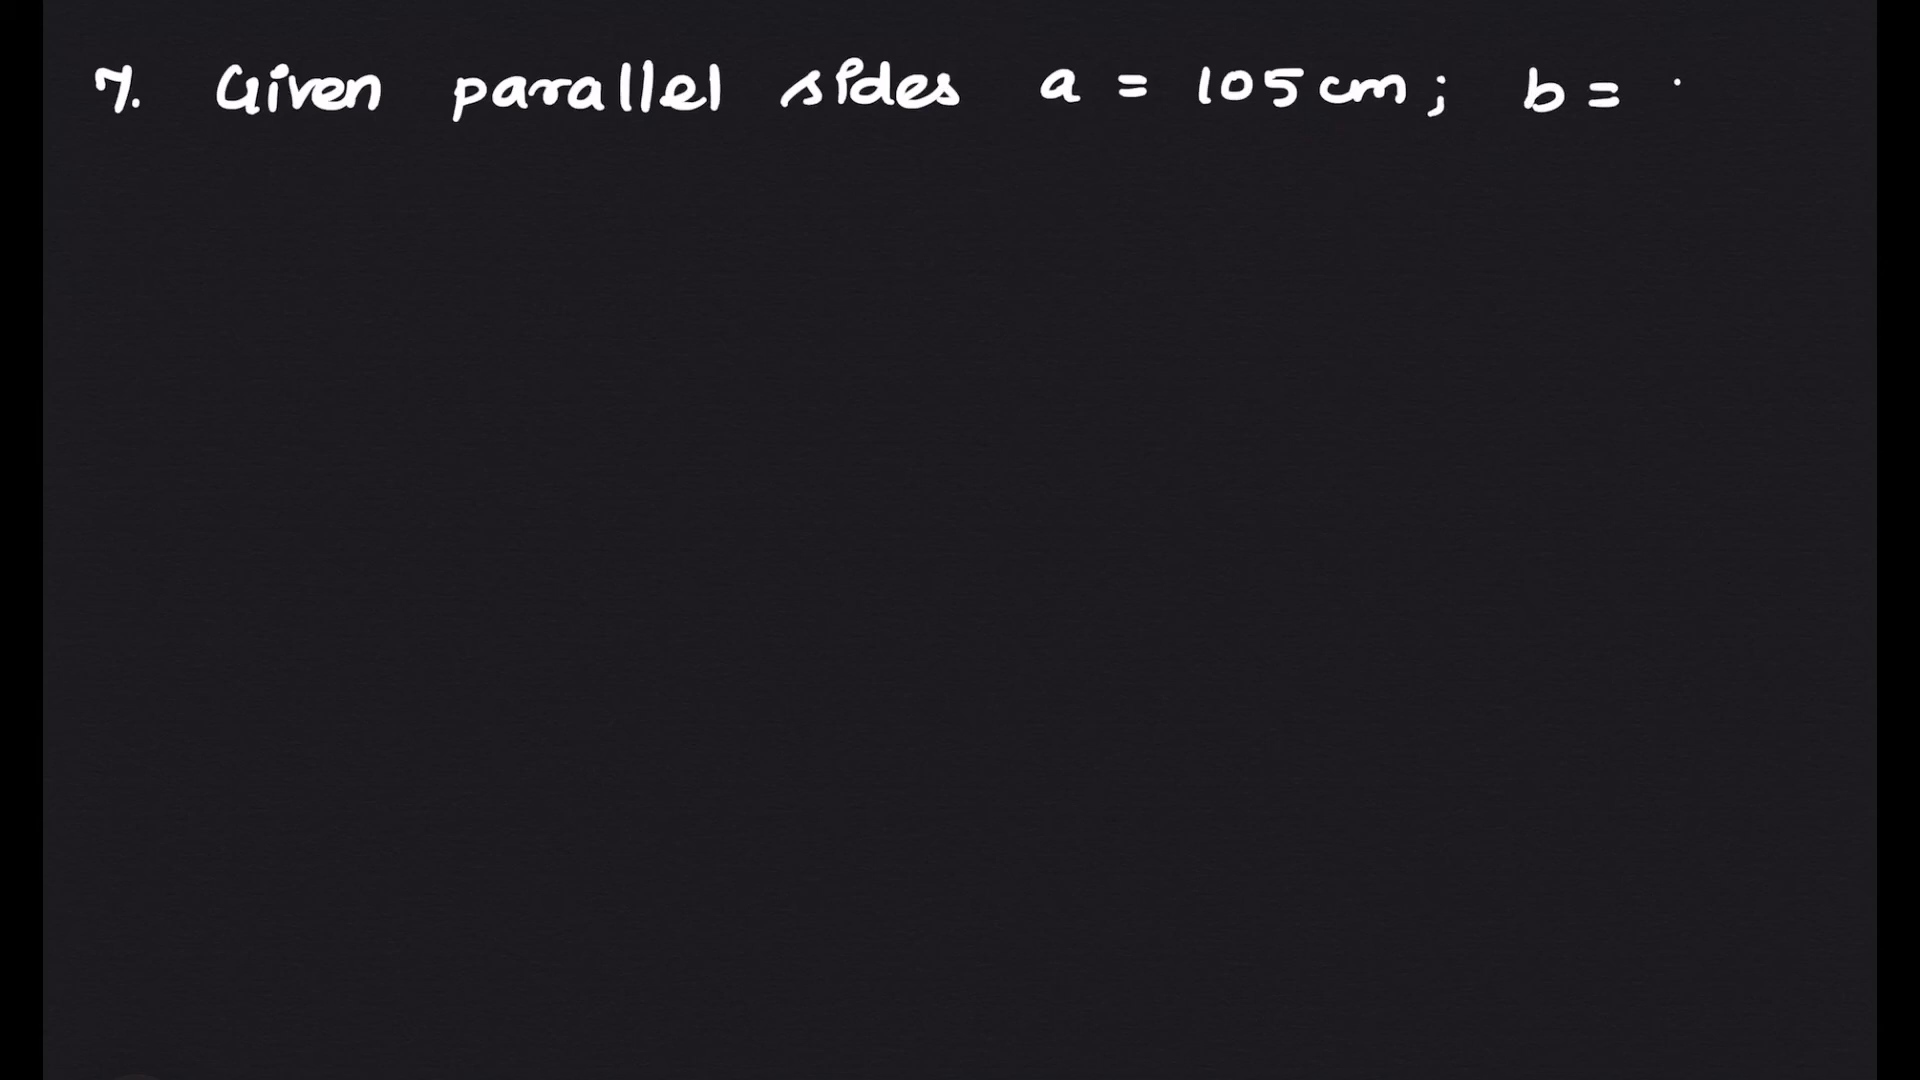 7. Given parallel sides a = 105 cm; b =